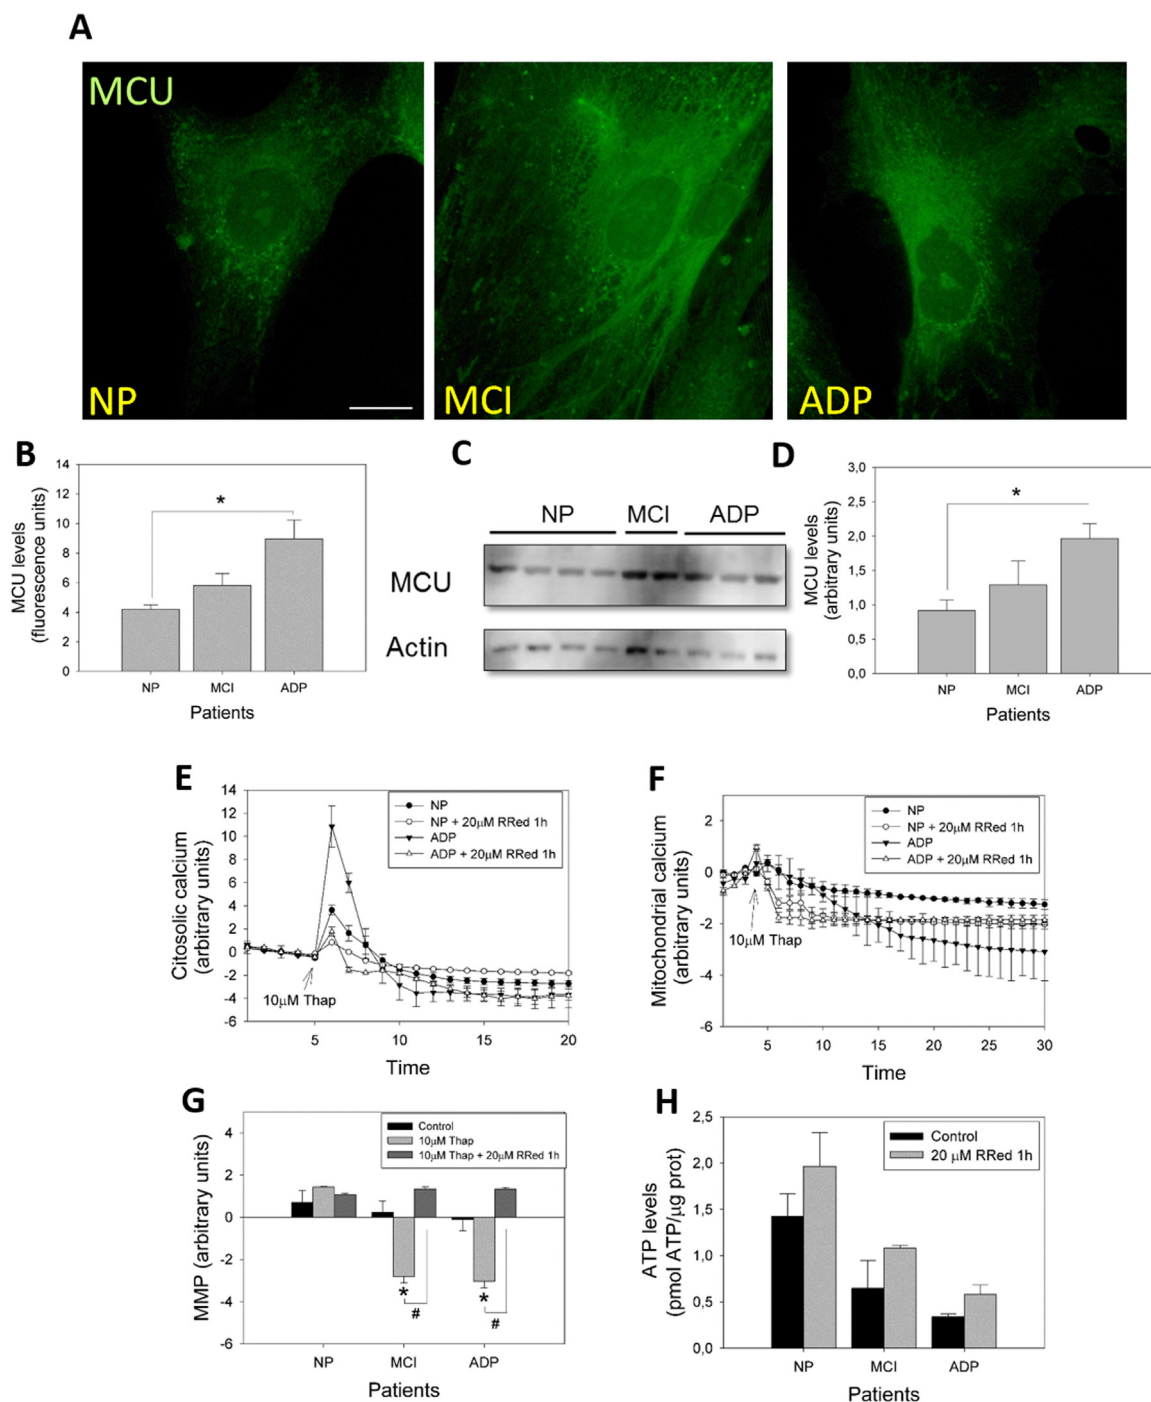 A
MCU
NP
MCI
ADP
B
14
12
10
8
6
4
2
0
MCU levels
(fluorescence units)
*
NP
MCI
ADP
Patients
C
NP
MCI
ADP
MCU
Actin
D
3,0
2,5
2,0
1,5
1,0
0,5
0,0
MCU levels
(arbitrary units)
*
NP
MCI
ADP
Patients
E
14
12
10
8
6
4
2
0
-2
-4
-6
Citosolic calcium
(arbitrary units)
NP
NP + 20µM RRed 1h
ADP
ADP + 20µM RRed 1h
10µM Thap
5
10
15
20
Time
F
2
0
-2
-4
-6
Mitochondrial calcium
(arbitrary units)
NP
NP + 20µM RRed 1h
ADP
ADP + 20µM RRed 1h
10µM Thap
5
10
15
20
25
30
Time
G
4
2
0
-2
-4
-6
MMP (arbitrary units)
Control
10µM Thap
10µM Thap + 20µM RRed 1h
*
#
*
#
NP
MCI
ADP
Patients
H
2,5
2,0
1,5
1,0
0,5
0,0
ATP levels
(pmol ATP/µg prot)
Control
20 µM RRed 1h
NP
MCI
ADP
Patients